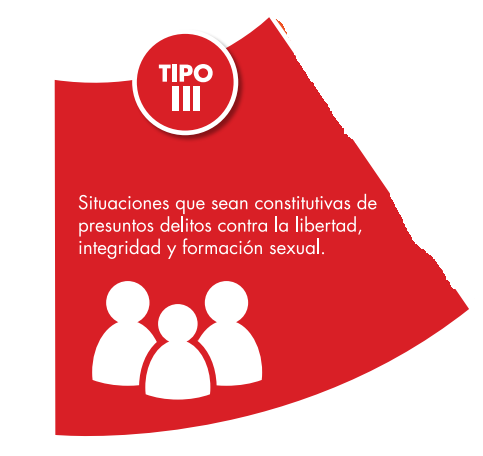 TIPO
III
Situaciones que sean constitutivas de
presuntos delitos contra la libertad,
integridad y formación sexual.